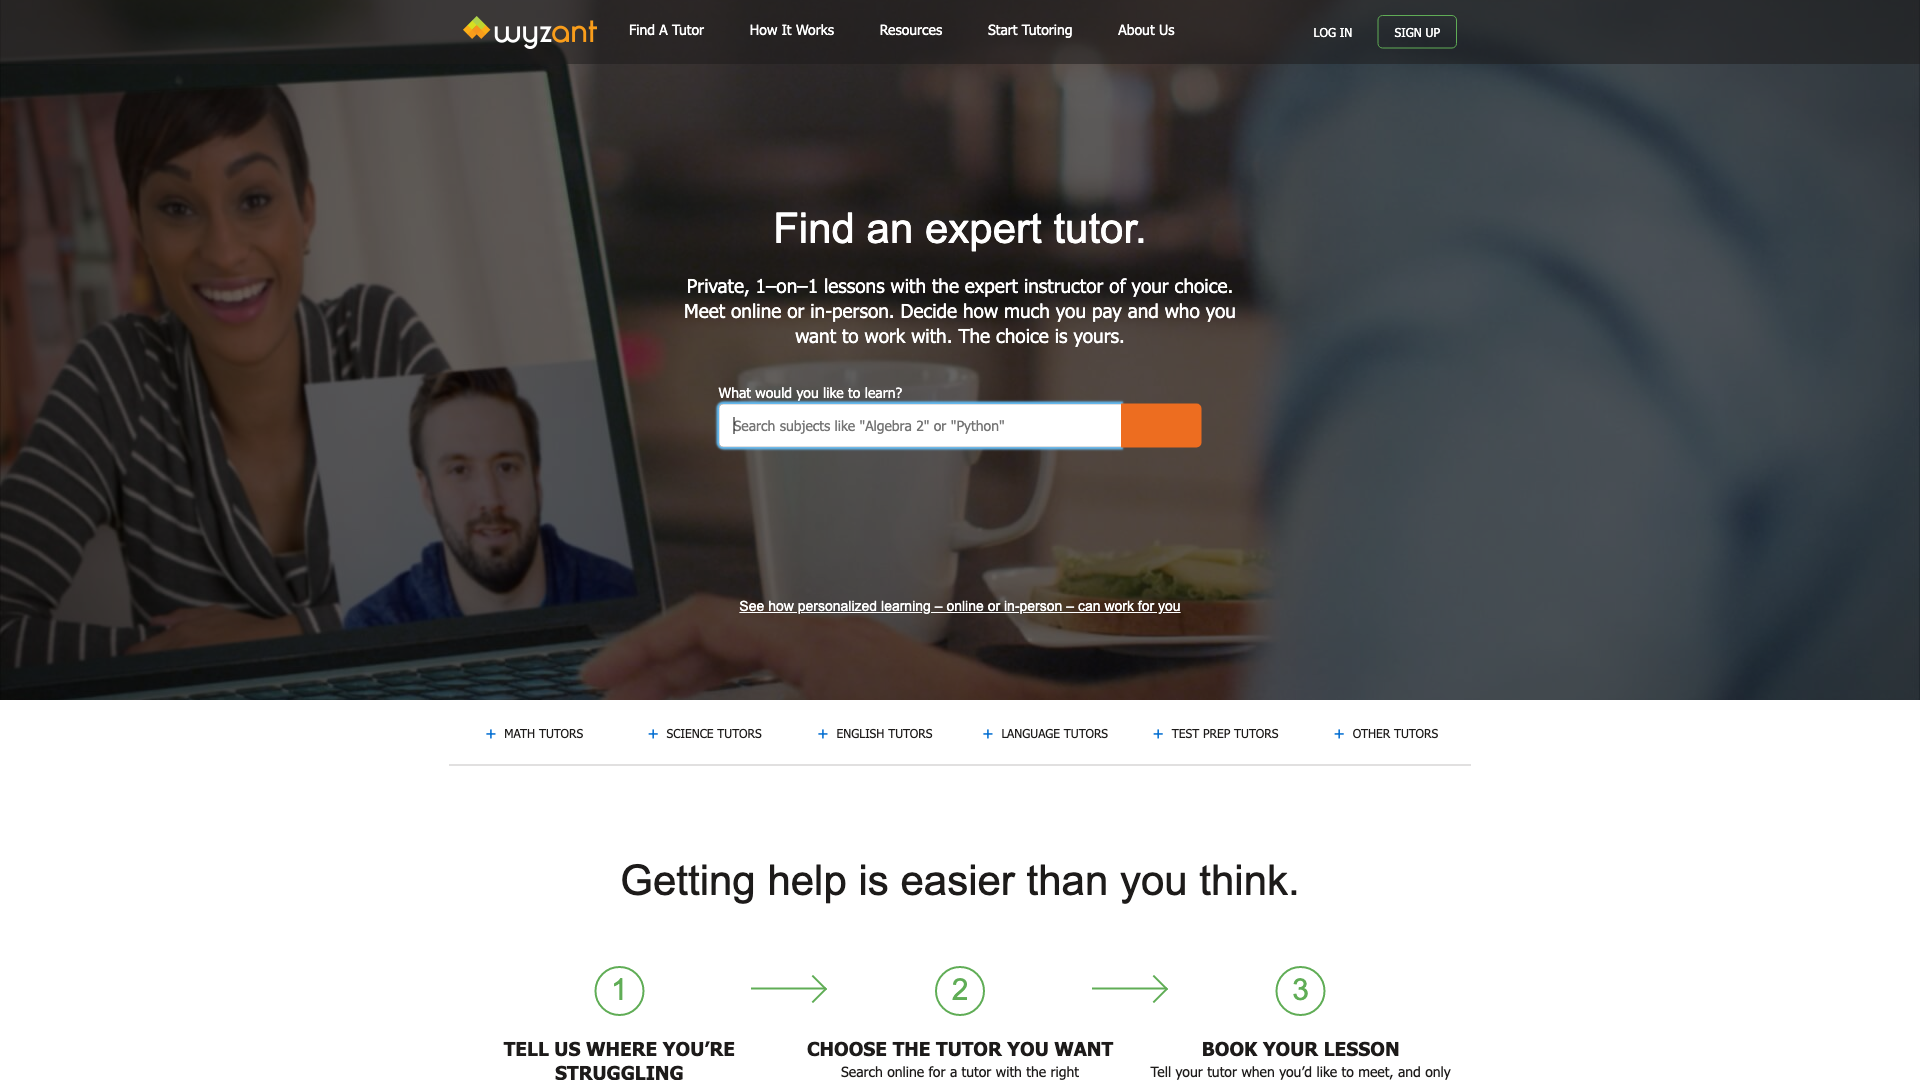 wyzant
Find A Tutor
How It Works
Resources
Start Tutoring
About Us
LOG IN
SIGN UP
Find an expert tutor.
Private, 1–on–1 lessons with the expert instructor of your choice.
Meet online or in-person. Decide how much you pay and who you
want to work with. The choice is yours.
What would you like to learn?
Search subjects like "Algebra 2" or "Python"
See how personalized learning – online or in-person – can work for you
+ MATH TUTORS
+ SCIENCE TUTORS
+ ENGLISH TUTORS
+ LANGUAGE TUTORS
+ TEST PREP TUTORS
+ OTHER TUTORS
Getting help is easier than you think.
1
TELL US WHERE YOU’RE
STRUGGLING
2
CHOOSE THE TUTOR YOU WANT
Search online for a tutor with the right
3
BOOK YOUR LESSON
Tell your tutor when you’d like to meet, and only